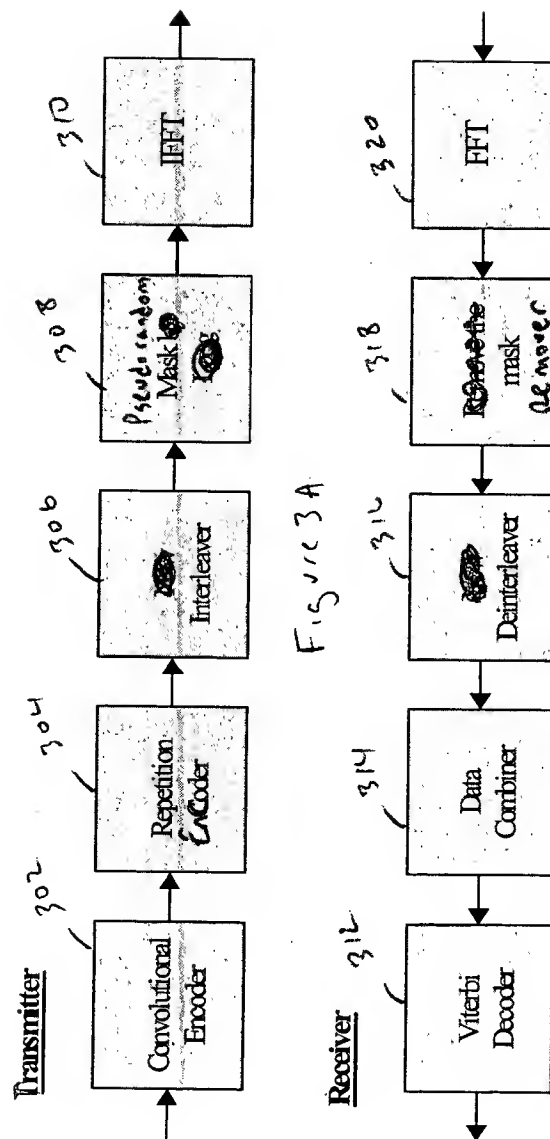 Transmitter
302
Convolutional
Encoder
304
Repetition
ENCoder
306
Interleaver
308
Pseudorandom
Mask
310
IFFT
Figure 3A
Receiver
312
Viterbi
Decoder
314
Data
Combiner
316
Deinterleaver
318
mask
Remover
320
FFT